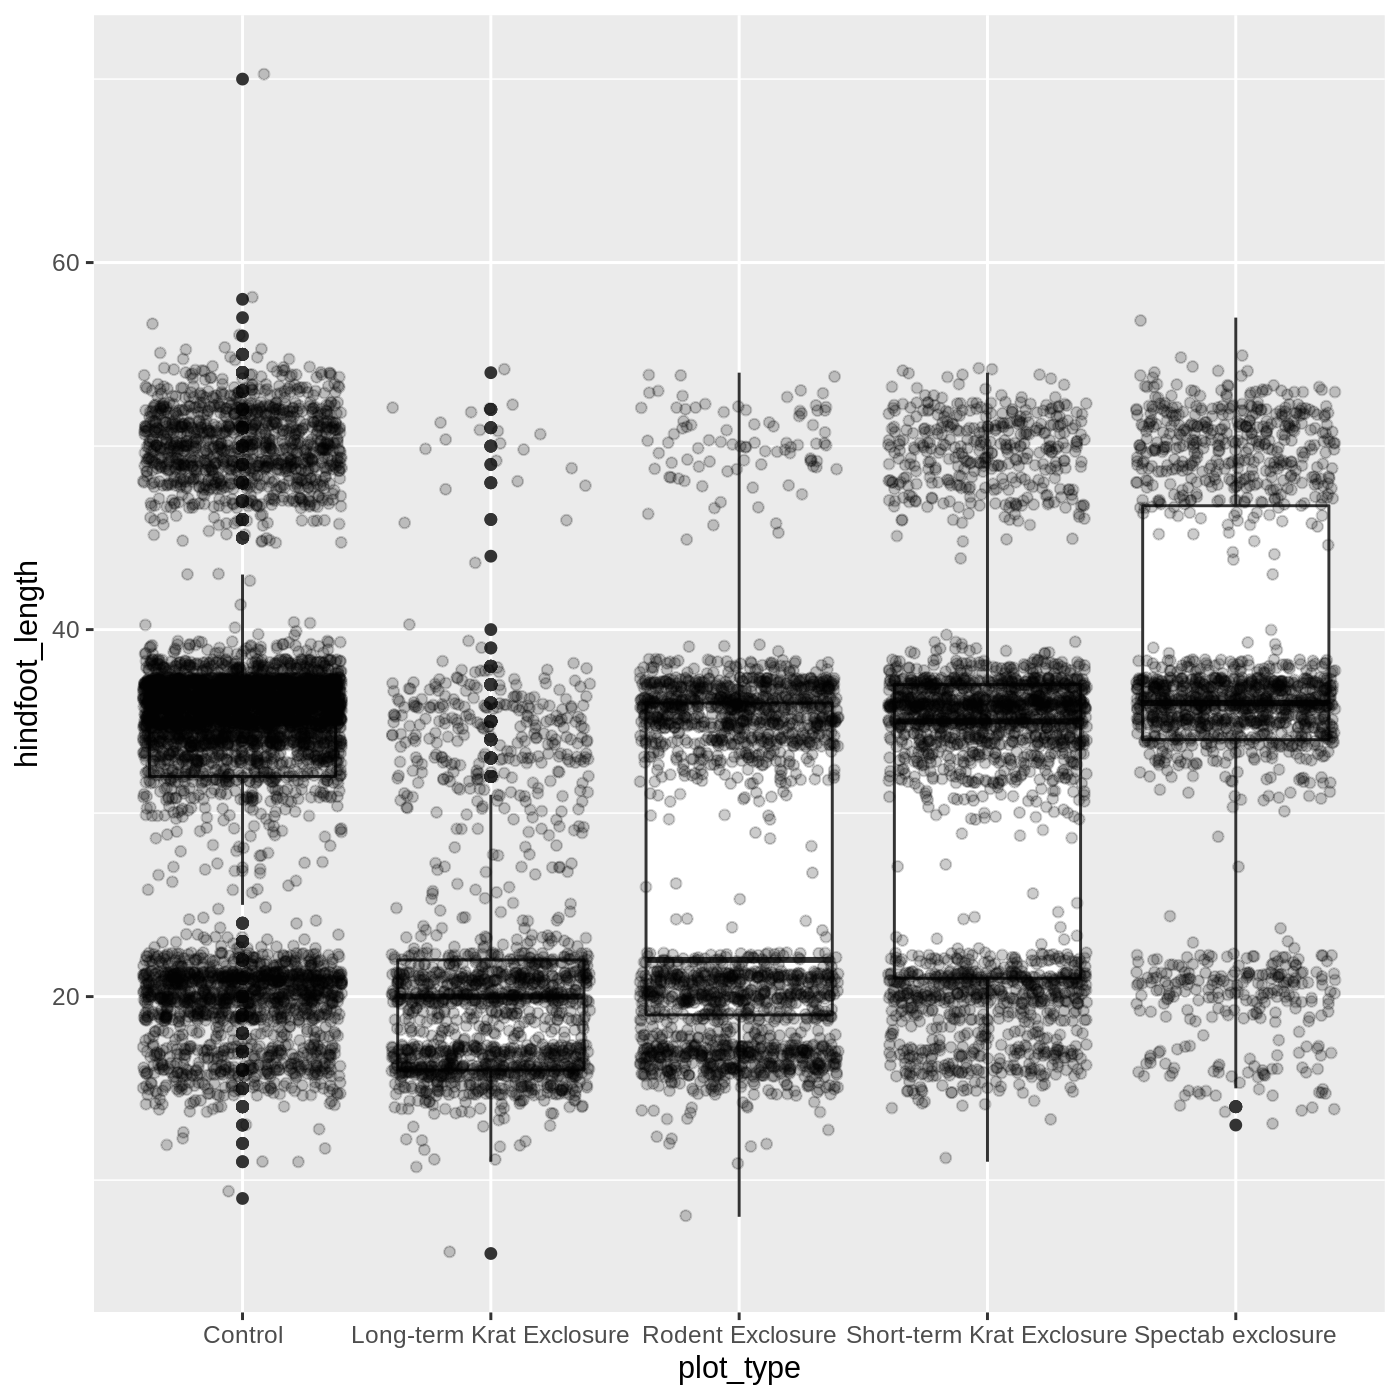 hindfoot_length
60
40
20
Control
Long-term Krat Exclosure
Rodent Exclosure
Short-term Krat Exclosure
Spectab exclosure
plot_type